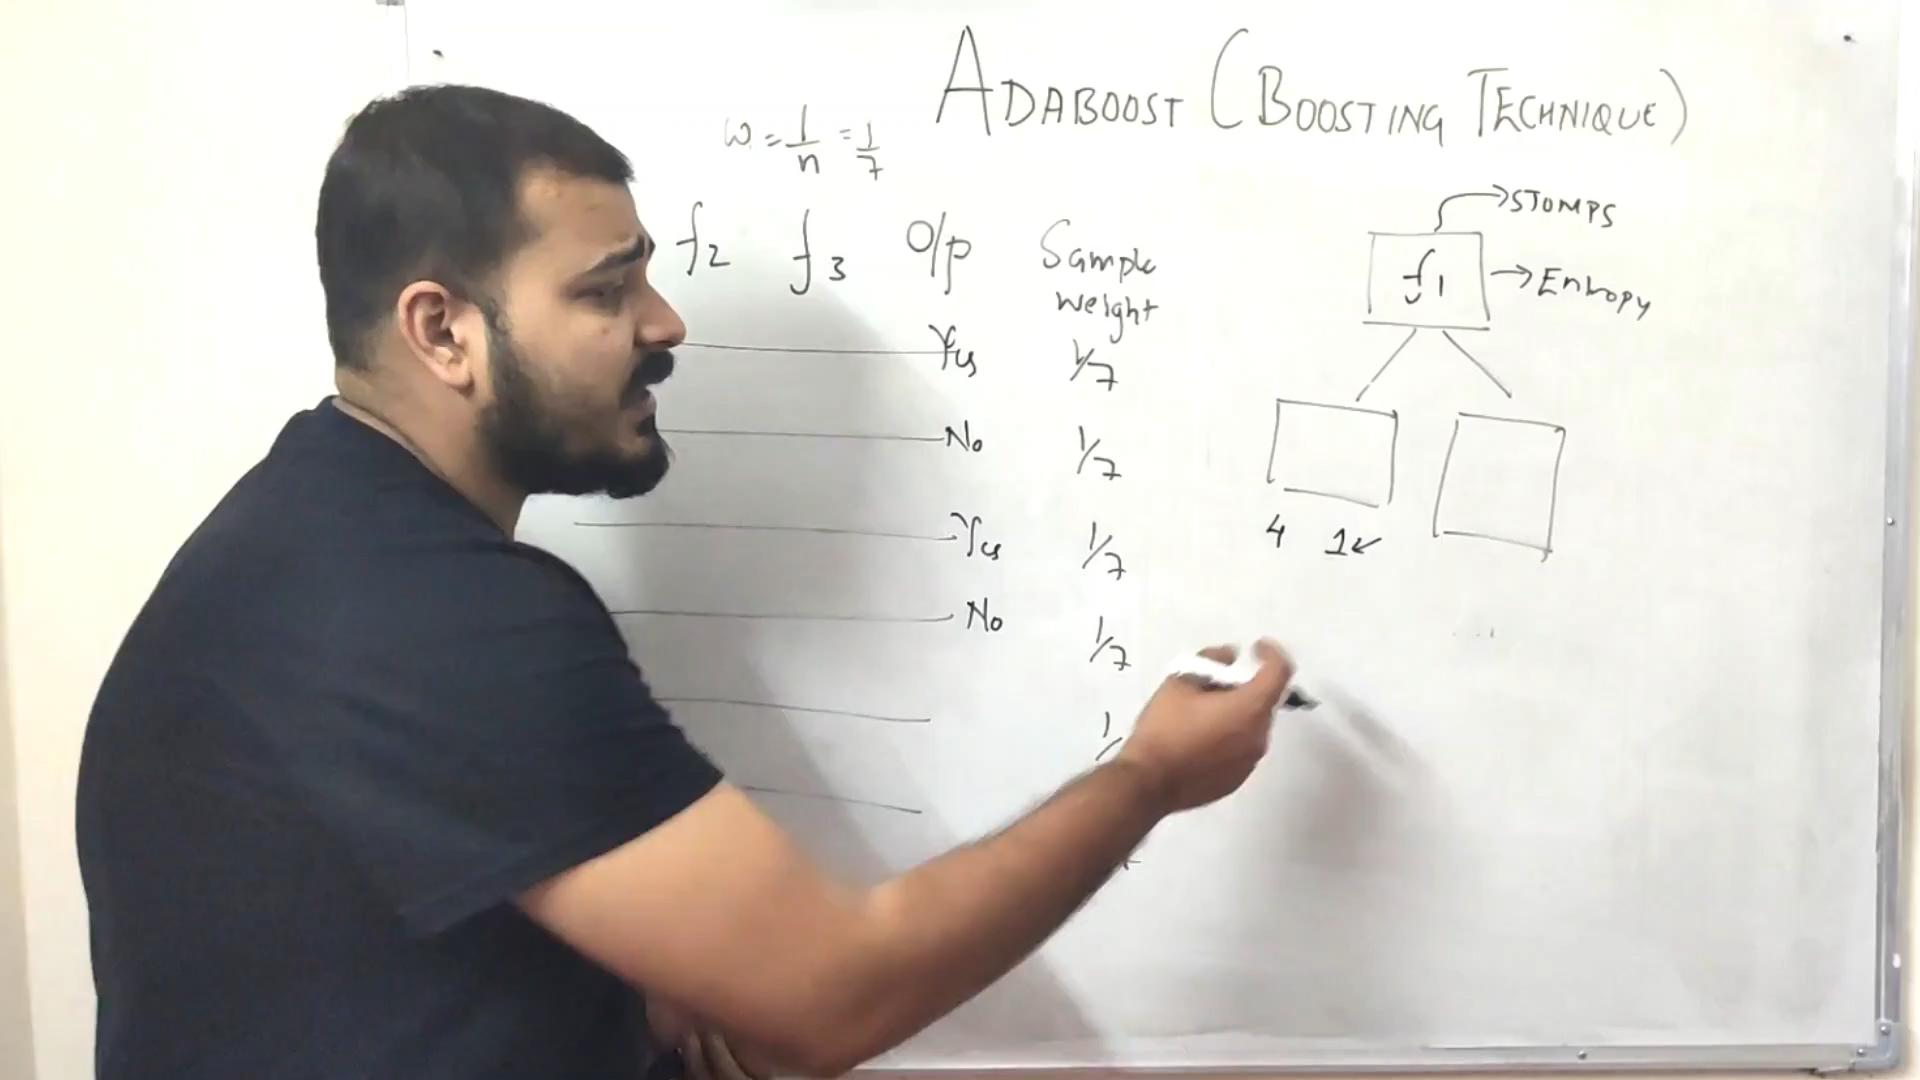 ADABOOST (BOOSTING TECHNIQUE)
w = 1/n = 1/7
f2 f3 O/p Sample weight
Yes 1/7
No 1/7
Yes 1/7
No 1/7
1/
STOMPS
f1
Entropy
4 1